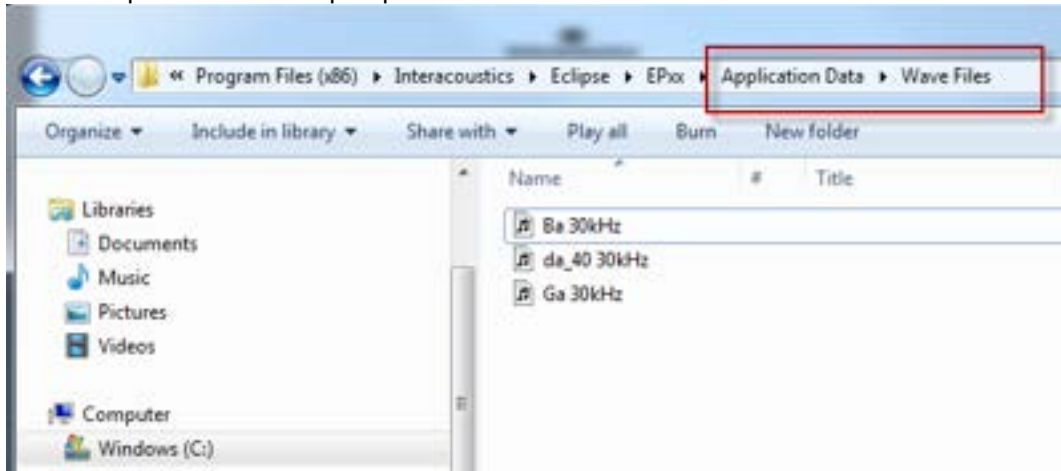 « Program Files (x86) ▸ Interacoustics ▸ Eclipse ▸ EPxx ▸ Application Data ▸ Wave Files
Organize ▾ Include in library ▾ Share with ▾ Play all Burn New folder
Name # Title
Libraries
Documents
Music
Pictures
Videos
Computer
Windows (C:)
Ba 30kHz
da_40 30kHz
Ga 30kHz